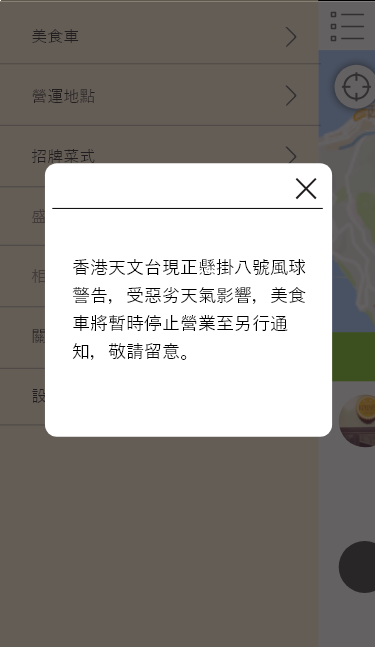 美食車
營運地點
招牌菜式
盛
相
關
設
香港天文台現正懸掛八號風球
警告，受惡劣天氣影響，美食
車將暫時停止營業至另行通
知，敬請留意。